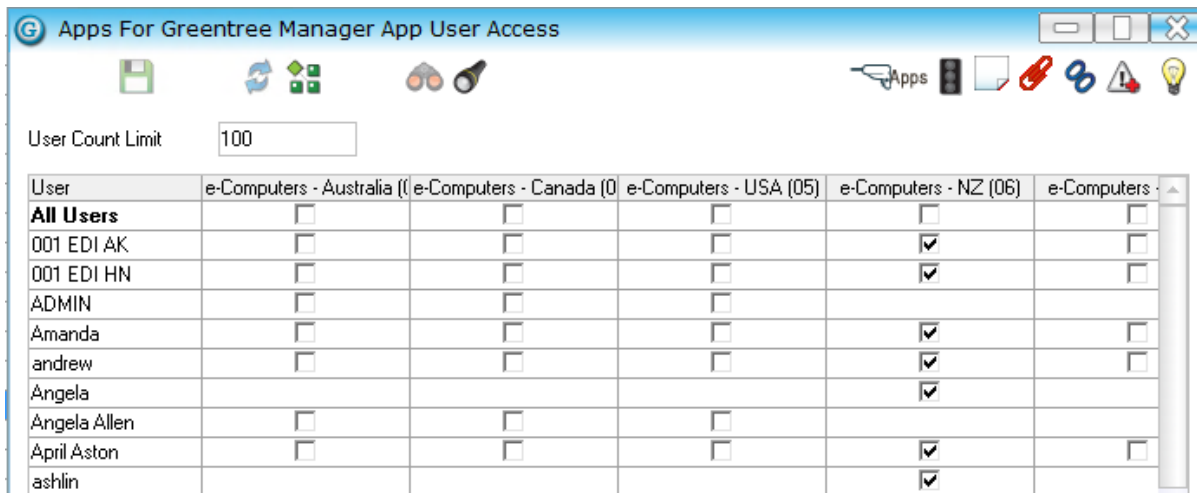 G Apps For Greentree Manager App User Access
Apps
User Count Limit 100
User e-Computers - Australia (0 e-Computers - Canada (0 e-Computers - USA (05) e-Computers - NZ (06) e-Computers -
All Users
001 EDI AK
001 EDI HN
ADMIN
Amanda
andrew
Angela
Angela Allen
April Aston
ashlin